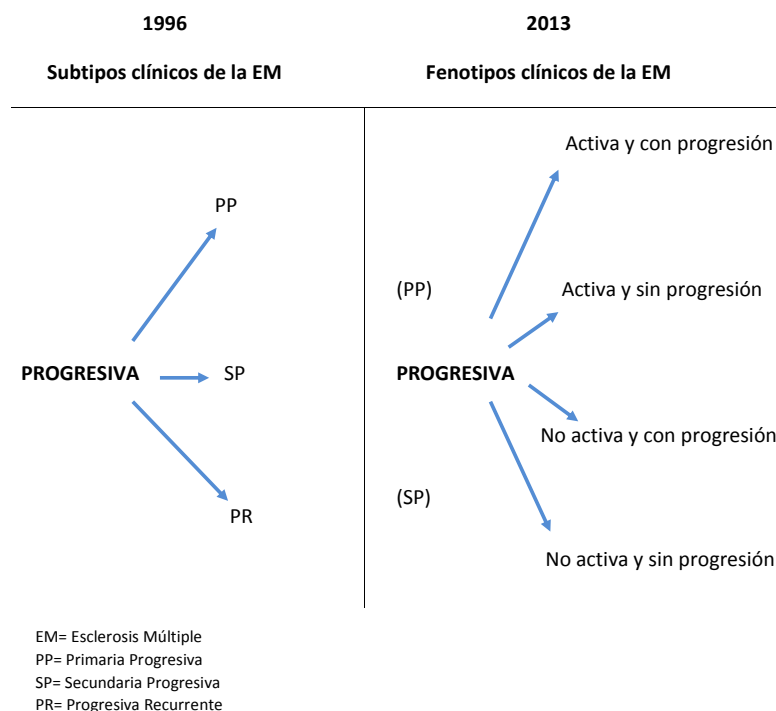 1996
Subtipos clínicos de la EM
PP
PROGRESIVA
SP
PR
2013
Fenotipos clínicos de la EM
Activa y con progresión
(PP)
Activa y sin progresión
PROGRESIVA
No activa y con progresión
(SP)
No activa y sin progresión
EM= Esclerosis Múltiple
PP= Primaria Progresiva
SP= Secundaria Progresiva
PR= Progresiva Recurrente